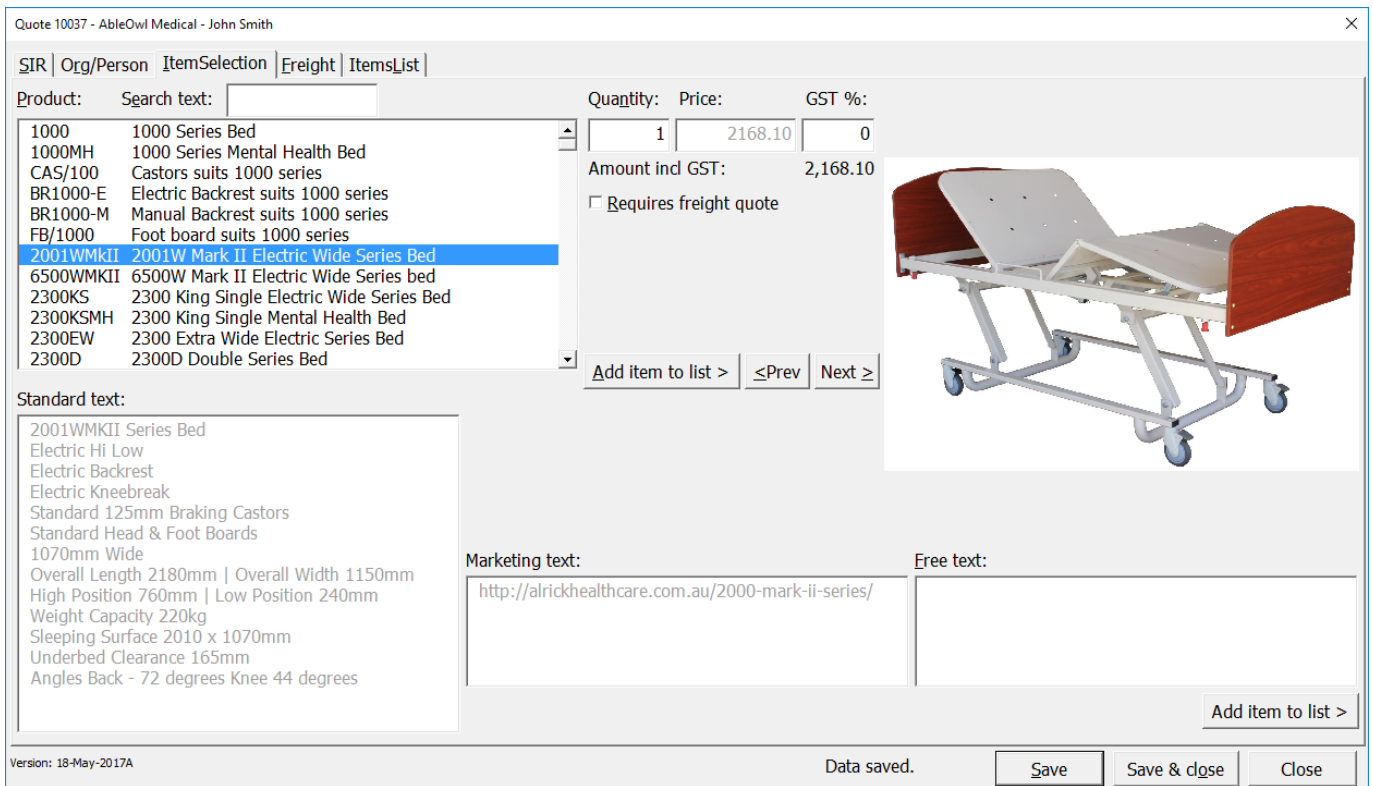 Quote 10037 - AbleOwl Medical - John Smith
SIR Org/Person ItemSelection Freight ItemsList
Product: Search text: Quantity: Price: GST %:
1 2168.10 0
1000 1000 Series Bed
1000MH 1000 Series Mental Health Bed
CAS/100 Castors suits 1000 series
BR1000-E Electric Backrest suits 1000 series
BR1000-M Manual Backrest suits 1000 series
FB/1000 Foot board suits 1000 series
2001WMkII 2001W Mark II Electric Wide Series Bed
6500WMKII 6500W Mark II Electric Wide Series bed
2300KS 2300 King Single Electric Wide Series Bed
2300KSMH 2300 King Single Mental Health Bed
2300EW 2300 Extra Wide Electric Series Bed
2300D 2300D Double Series Bed
Amount incl GST: 2,168.10
Requires freight quote
Add item to list > <Prev Next >
Standard text:
2001WMKII Series Bed
Electric Hi Low
Electric Backrest
Electric Kneebreak
Standard 125mm Braking Castors
Standard Head & Foot Boards
1070mm Wide
Overall Length 2180mm | Overall Width 1150mm
High Position 760mm | Low Position 240mm
Weight Capacity 220kg
Sleeping Surface 2010 x 1070mm
Underbed Clearance 165mm
Angles Back - 72 degrees Knee 44 degrees
Marketing text:
http://alrickhealthcare.com.au/2000-mark-ii-series/
Free text:
Add item to list >
Version: 18-May-2017A
Data saved.
Save Save & close Close